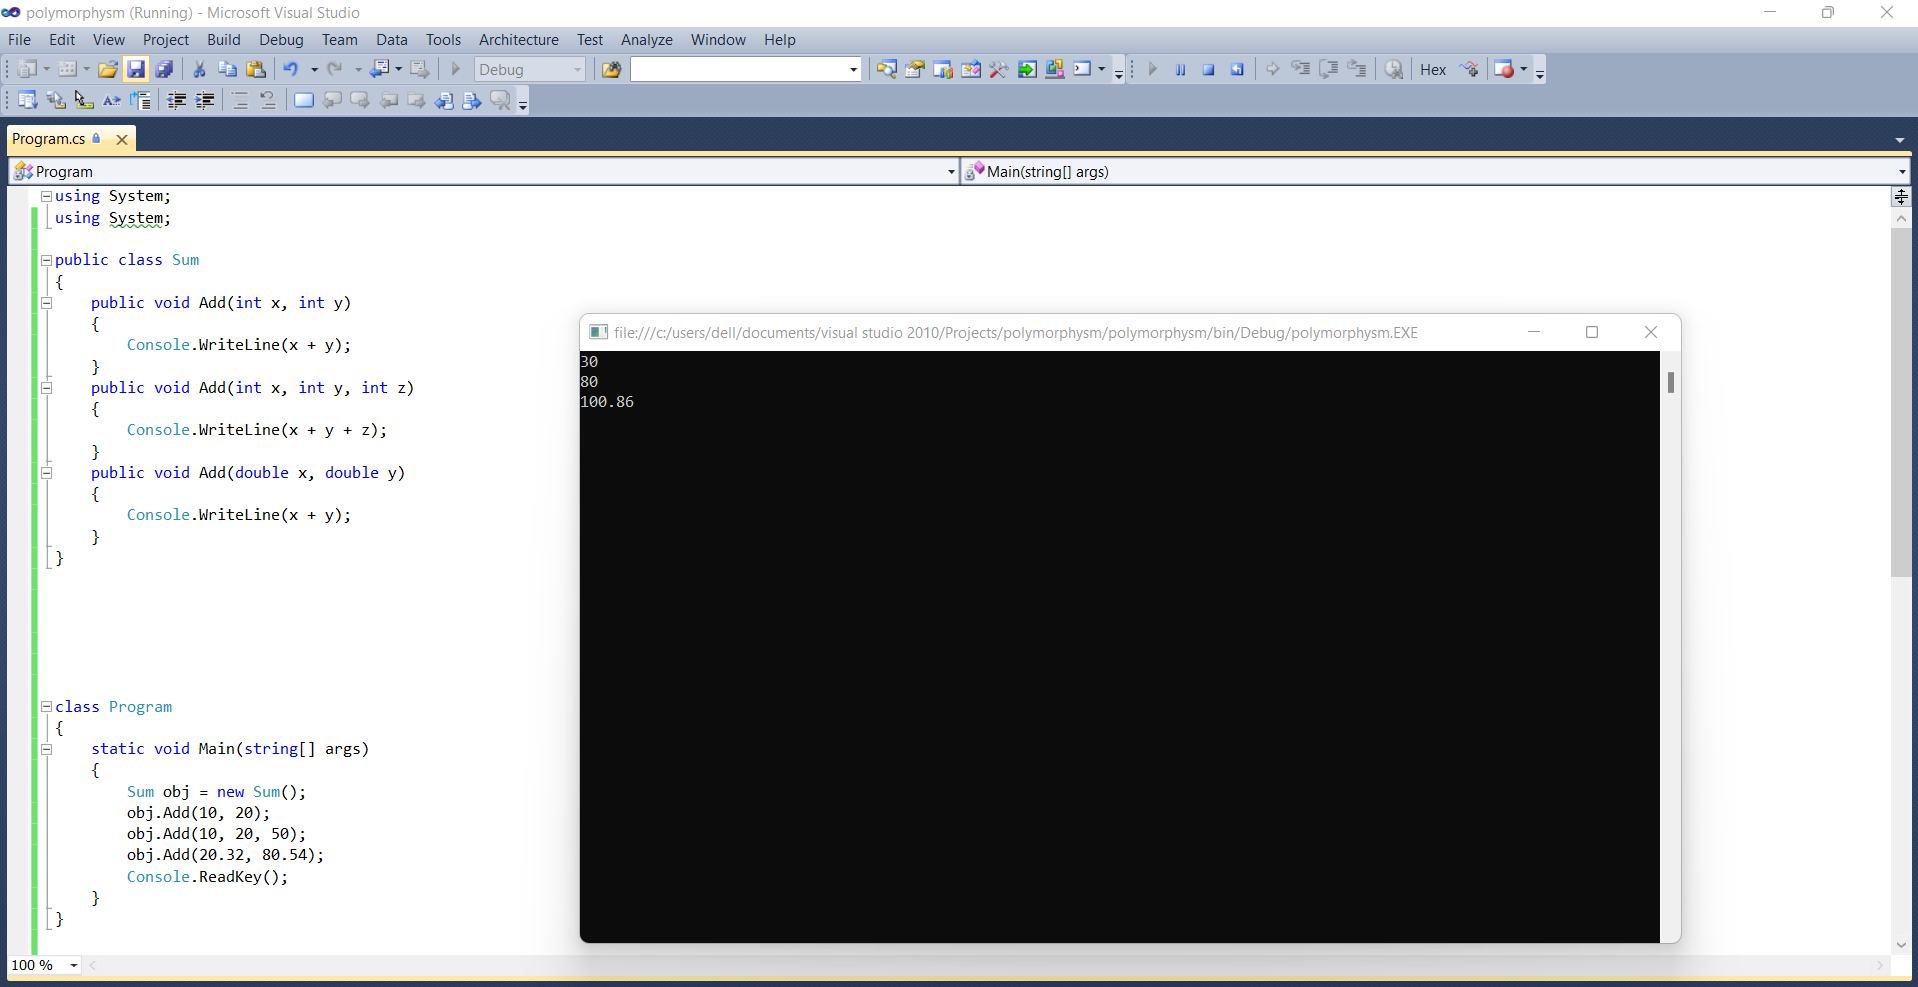 polymorphysm (Running) - Microsoft Visual Studio
File Edit View Project Build Debug Team Data Tools Architecture Test Analyze Window Help
Debug
Hex
Program.cs
Program
Main(string[] args)
using System;
using System;
public class Sum
{
public void Add(int x, int y)
{
Console.WriteLine(x + y);
}
public void Add(int x, int y, int z)
{
Console.WriteLine(x + y + z);
}
public void Add(double x, double y)
{
Console.WriteLine(x + y);
}
}
class Program
{
static void Main(string[] args)
{
Sum obj = new Sum();
obj.Add(10, 20);
obj.Add(10, 20, 50);
obj.Add(20.32, 80.54);
Console.ReadKey();
}
}
100 %
file:///c:/users/dell/documents/visual studio 2010/Projects/polymorphysm/polymorphysm/bin/Debug/polymorphysm.EXE
30
80
100.86